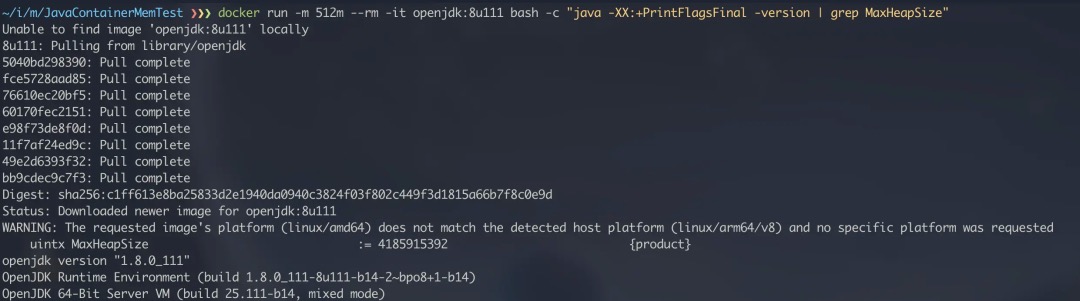 ~/i/m/JavaContainerMemTest ❯❯❯ docker run -m 512m --rm -it openjdk:8u111 bash -c "java -XX:+PrintFlagsFinal -version | grep MaxHeapSize"
Unable to find image 'openjdk:8u111' locally
8u111: Pulling from library/openjdk
5040bd298390: Pull complete
fce5728aad85: Pull complete
76610ec20bf5: Pull complete
60170fec2151: Pull complete
e98f73de8f0d: Pull complete
11f7af24ed9c: Pull complete
49e2d6393f32: Pull complete
bb9cdec9c7f3: Pull complete
Digest: sha256:c1ff613e8ba25833d2e1940da0940c3824f03f802c449f3d1815a66b7f8c0e9d
Status: Downloaded newer image for openjdk:8u111
WARNING: The requested image's platform (linux/amd64) does not match the detected host platform (linux/arm64/v8) and no specific platform was requested
    uintx MaxHeapSize                              := 4185915392                          {product}
openjdk version "1.8.0_111"
OpenJDK Runtime Environment (build 1.8.0_111-8u111-b14-2~bpo8+1-b14)
OpenJDK 64-Bit Server VM (build 25.111-b14, mixed mode)